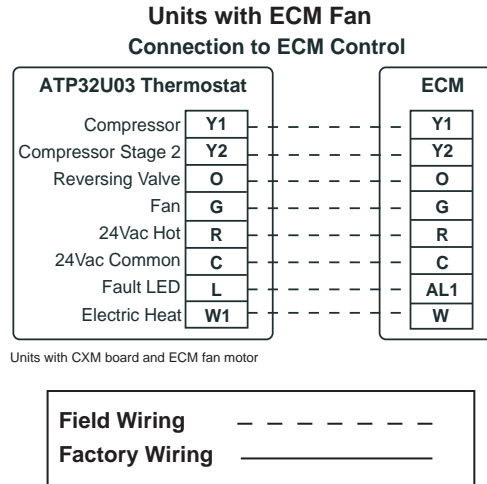 Units with ECM Fan
Connection to ECM Control
ATP32U03 Thermostat ECM
Compressor Y1 Y1
Compressor Stage 2 Y2 Y2
Reversing Valve O O
Fan G G
24Vac Hot R R
24Vac Common C C
Fault LED L AL1
Electric Heat W1 W
Units with CXM board and ECM fan motor
Field Wiring
Factory Wiring